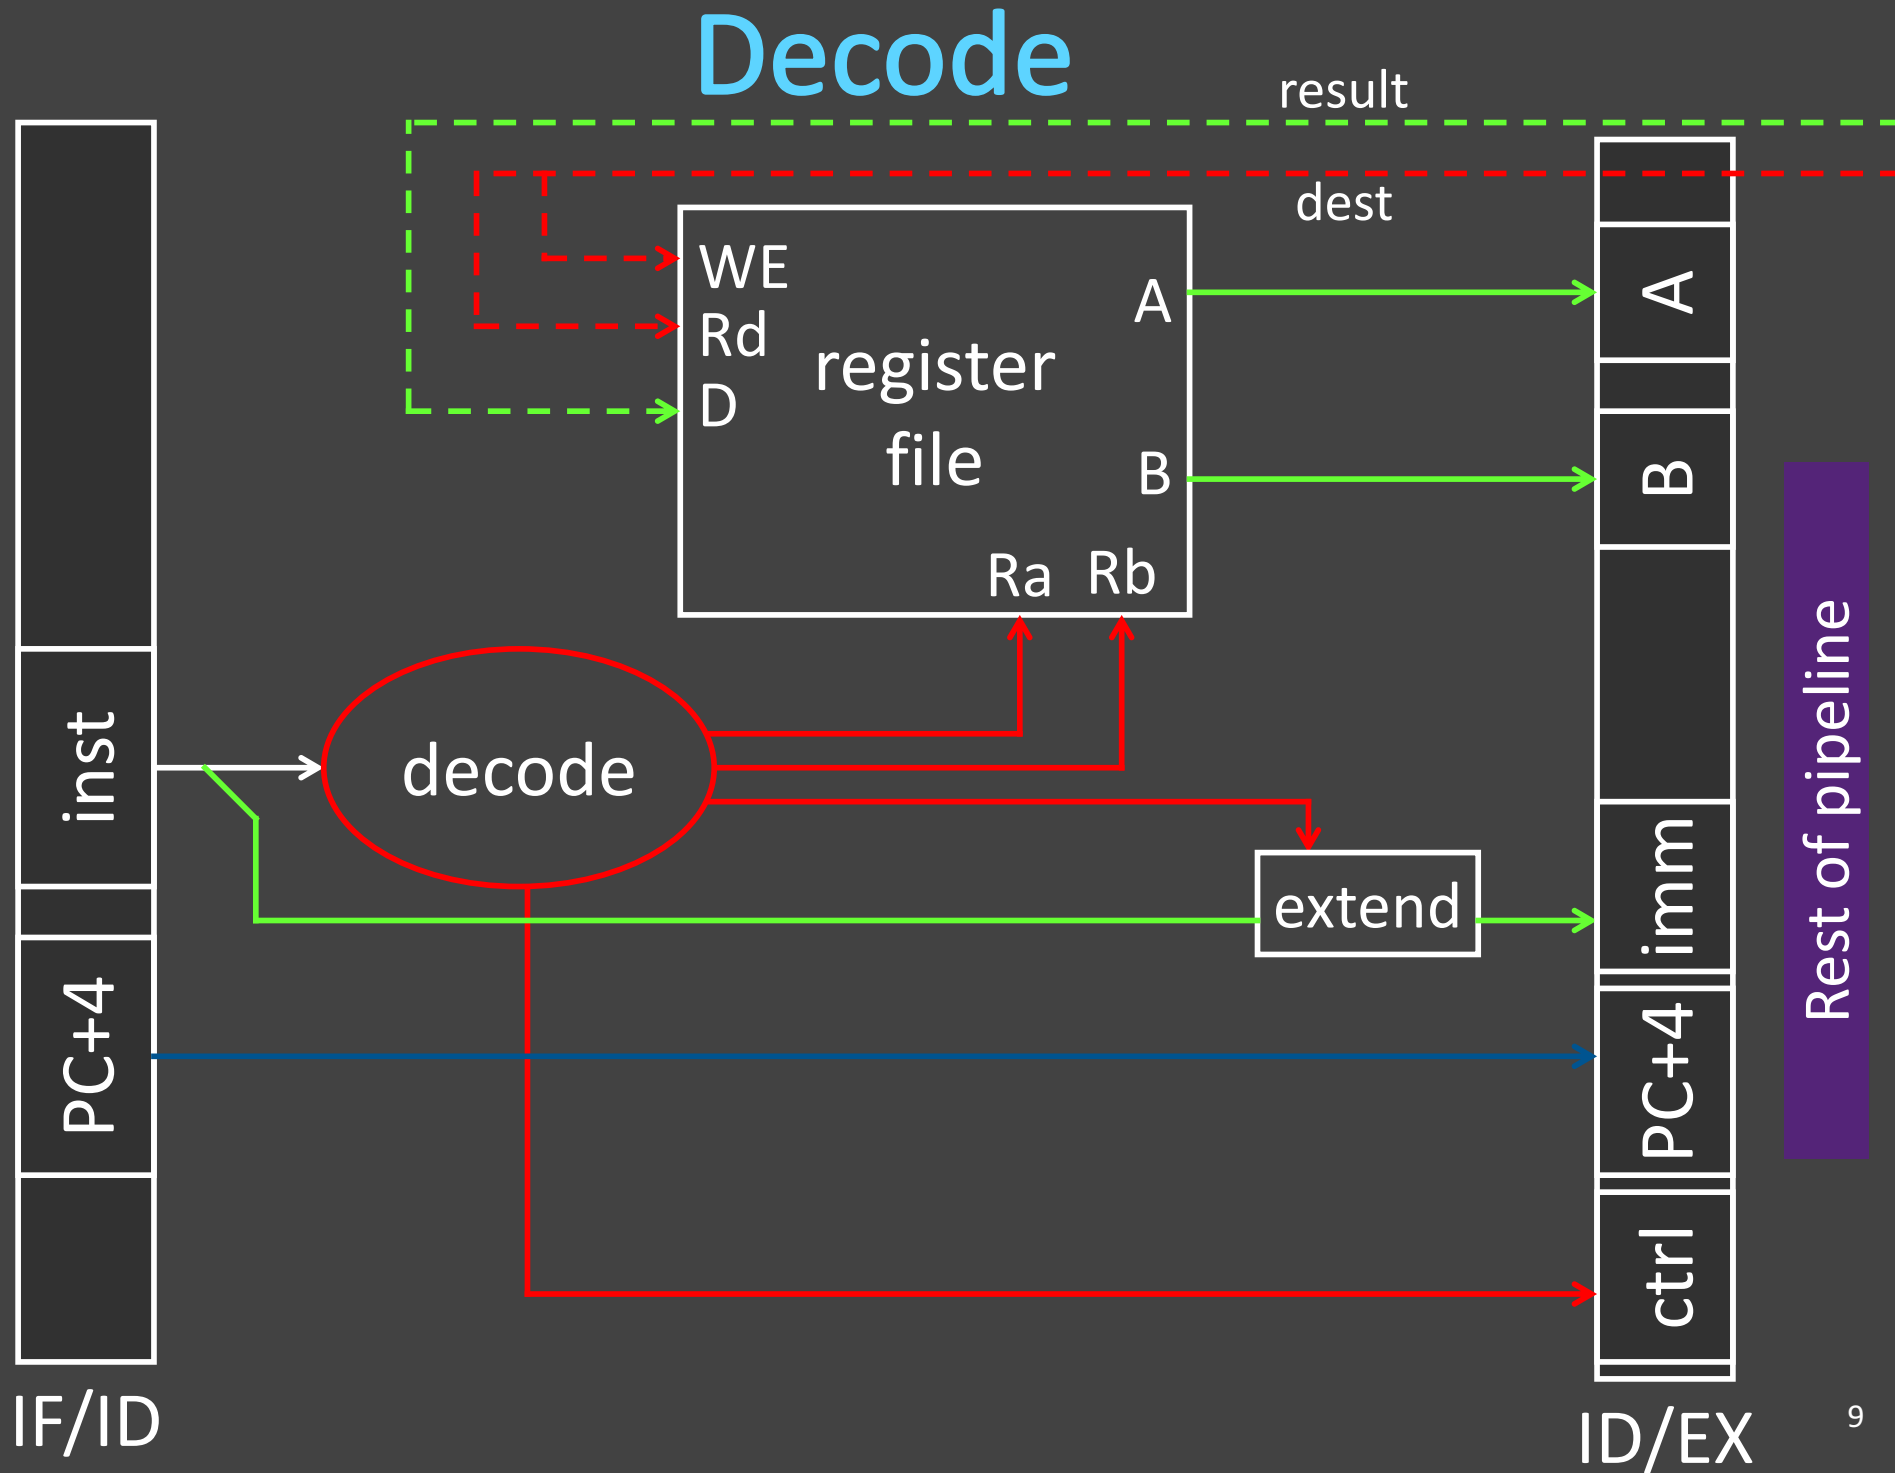 Decode
result
dest
WE
Rd
D
A
B
register
file
Ra
Rb
inst
decode
extend
PC+4
A
B
imm
PC+4
ctrl
Rest of pipeline
IF/ID
ID/EX
9